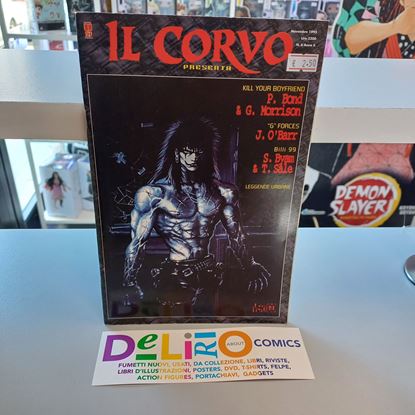 IL CORVO
PRESENTA
Novembre 1995
€ 2.50
KILL YOUR BOYFRIEND
P. Bond
& G. Morrison
"G" FORCES
J. O'Barr
Billi 99
S. Byam
& T. Sale
LEGGENDE URBANE
DEMON
SLAYER
DELIRIO
ABOUT
COMICS
FUMETTI NUOVI, USATI, DA COLLEZIONE, LIBRI, RIVISTE,
LIBRI D'ILLUSTRAZIONI, POSTERS, DVD, T-SHIRTS, FELPE,
ACTION FIGURES, PORTACHIAVI, GADGETS